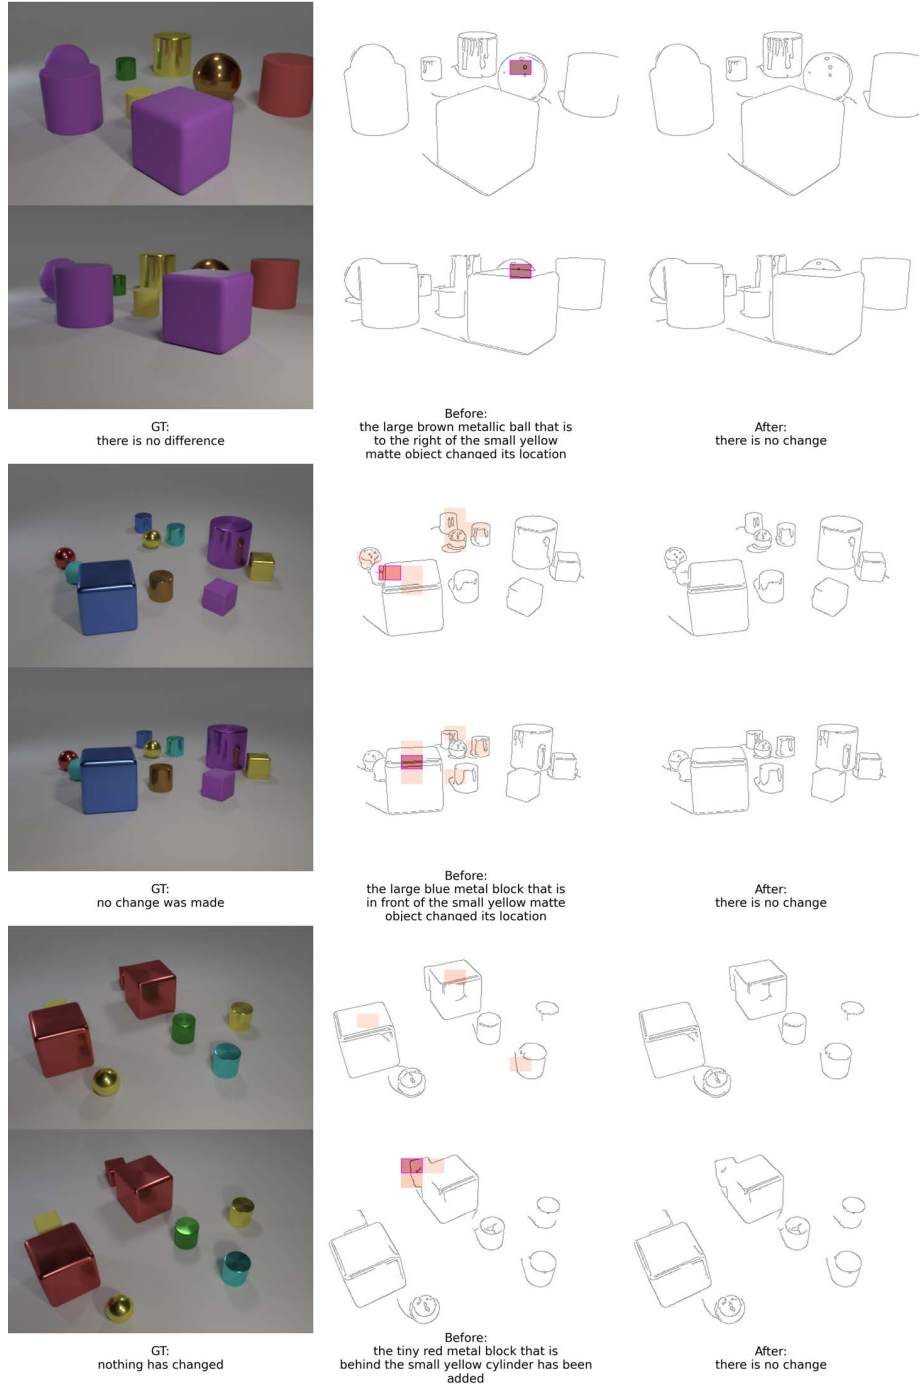 GT:
there is no difference
Before:
the large brown metallic ball that is
to the right of the small yellow
matte object changed its location
After:
there is no change
GT:
no change was made
Before:
the large blue metal block that is
in front of the small yellow matte
object changed its location
After:
there is no change
GT:
nothing has changed
Before:
the tiny red metal block that is
behind the small yellow cylinder has been
added
After:
there is no change